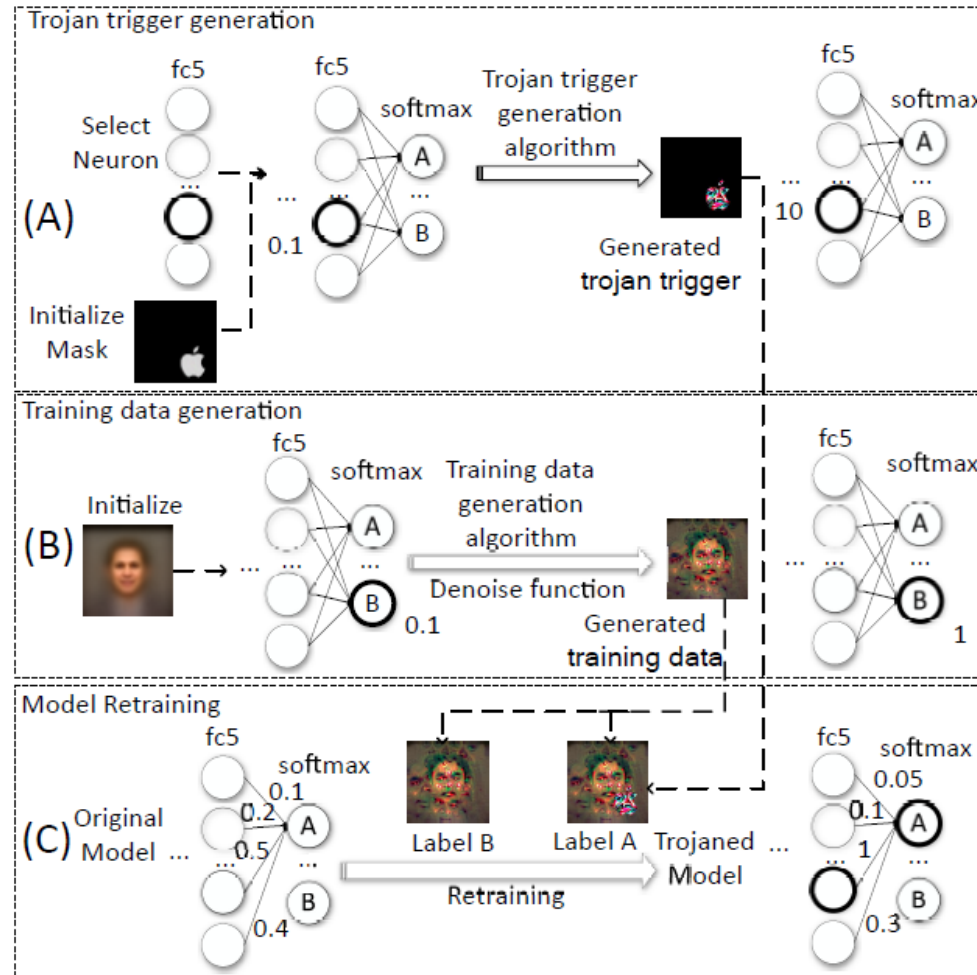 Trojan trigger generation
fc5
fc5
fc5
softmax
Trojan trigger
generation
algorithm
softmax
Select
Neuron
A
A
...
...
...
...
...
...
(A)
0.1
B
10
B
Generated
trojan trigger
Initialize
Mask
Training data generation
fc5
fc5
softmax
Training data
generation
algorithm
softmax
Initialize
(B)
A
A
... ...
...
... ...
...
Denoise function
B
B
0.1
1
Generated
training data
Model Retraining
fc5
fc5
softmax
softmax
0.1
0.05
0.2
0.1
(C)
Original
Model
...
A
Label B
Label A
Trojaned
Model
...
A
0.5
1
...
...
...
...
Retraining
B
B
0.4
0.3